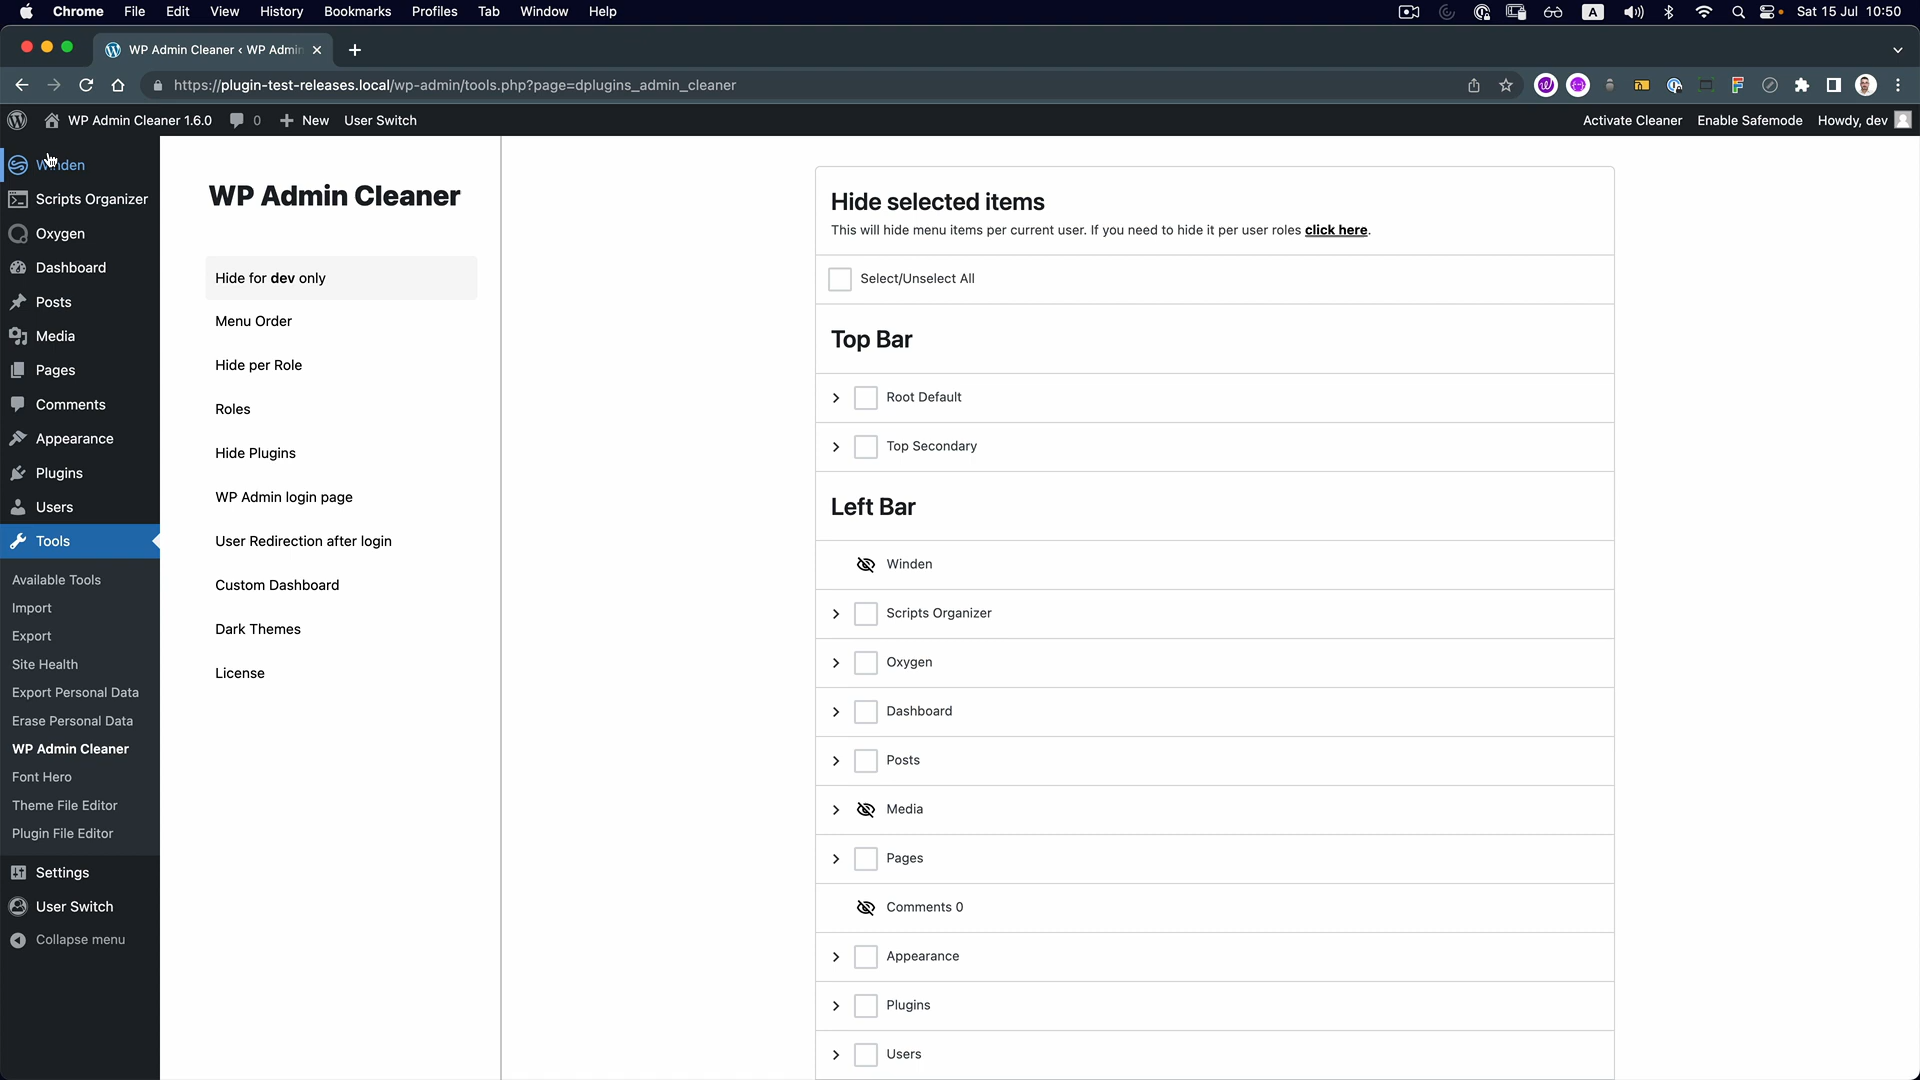 Chrome File Edit View History Bookmarks Profiles Tab Window Help
A Sat 15 Jul 10:50
WP Admin Cleaner ‹ WP Admin
https://plugin-test-releases.local/wp-admin/tools.php?page=dplugins_admin_cleaner
WP Admin Cleaner 1.6.0 0 New User Switch
Activate Cleaner Enable Safemode Howdy, dev
Winden
Scripts Organizer
Oxygen
Dashboard
Posts
Media
Pages
Comments
Appearance
Plugins
Users
Tools
Available Tools
Import
Export
Site Health
Export Personal Data
Erase Personal Data
WP Admin Cleaner
Font Hero
Theme File Editor
Plugin File Editor
Settings
User Switch
Collapse menu
WP Admin Cleaner
Hide for dev only
Menu Order
Hide per Role
Roles
Hide Plugins
WP Admin login page
User Redirection after login
Custom Dashboard
Dark Themes
License
Hide selected items
This will hide menu items per current user. If you need to hide it per user roles click here.
Select/Unselect All
Top Bar
Root Default
Top Secondary
Left Bar
Winden
Scripts Organizer
Oxygen
Dashboard
Posts
Media
Pages
Comments 0
Appearance
Plugins
Users